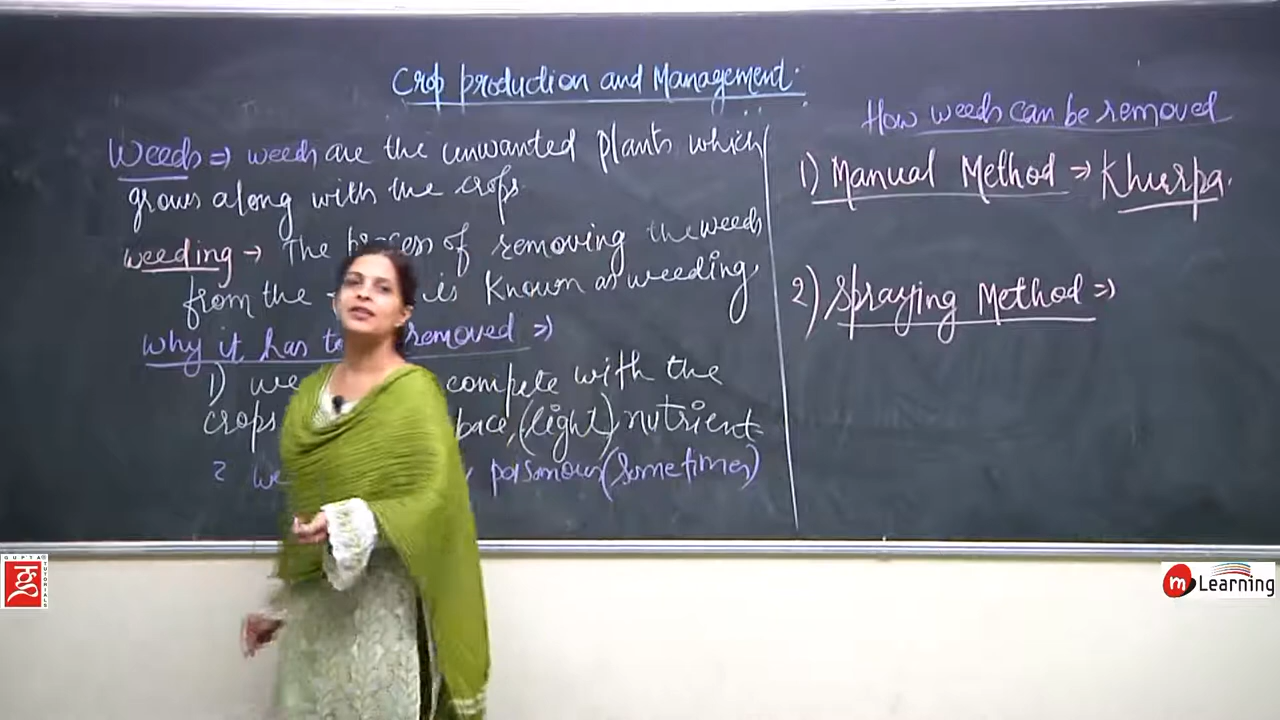 Crop production and Management.
Weeds => weeds are the unwanted plants which
grows along with the crops.
weeding → The process of removing the weeds
from the is known as weeding.
Why it has to removed =>
1) we compete with the
crops pace, (light), nutrient
2 we poisonous (sometimes)
How weeds can be removed
1) Manual Method => Khurpa.
2) Spraying Method =>
GUPTA TUTORIALS
m Learning